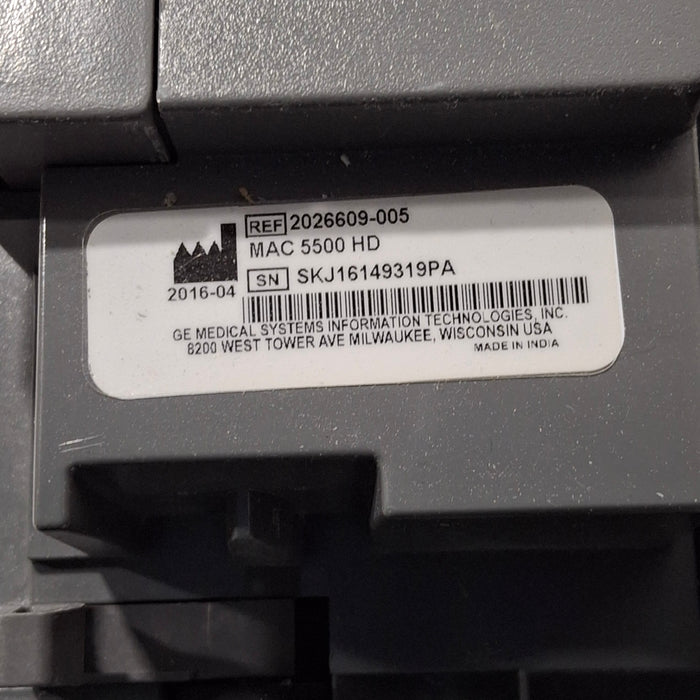 REF 2026609-005
MAC 5500 HD
SN SKJ16149319PA
2016-04
GE MEDICAL SYSTEMS INFORMATION TECHNOLOGIES, INC.
8200 WEST TOWER AVE MILWAUKEE, WISCONSIN USA
MADE IN INDIA